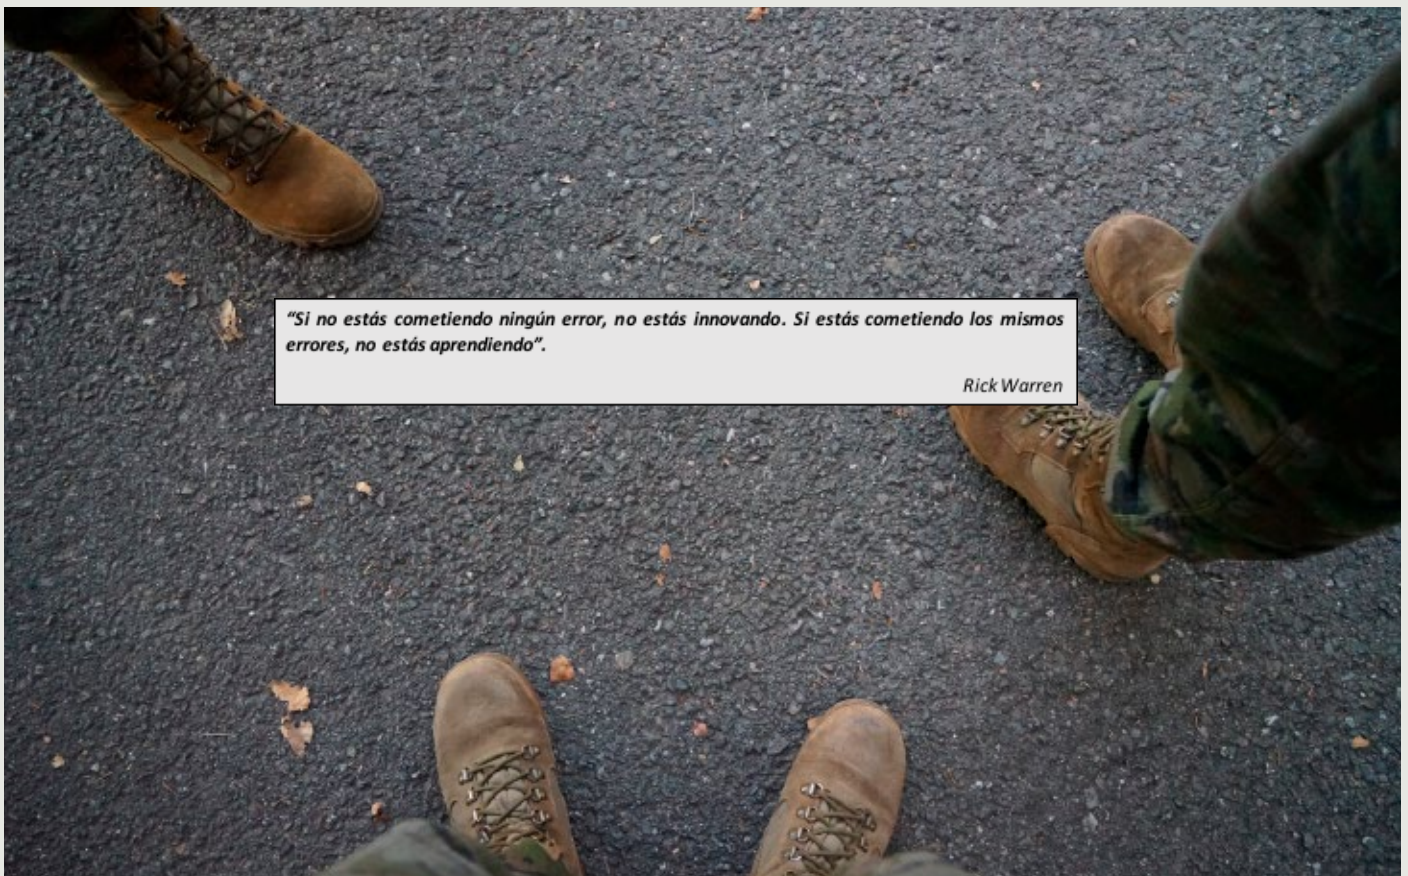 “Si no estás cometiendo ningún error, no estás innovando. Si estás cometiendo los mismos
errores, no estás aprendiendo”.
Rick Warren